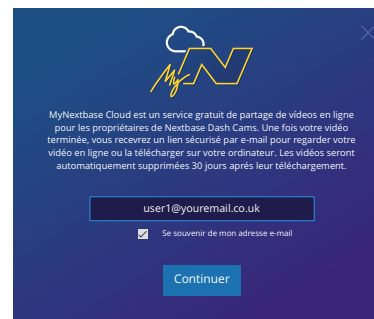 My N
MyNextbase Cloud est un service gratuit de partage de vídeos en ligne
pour les propriétaires de Nextbase Dash Cams. Une fois votre vidéo
terminée, vous recevrez un lien sécurisé par e-mail pour regarder votre
vidéo en ligne ou la télécharger sur votre ordinateur. Les vidéos seront
automatiquement supprimées 30 jours aprés leur téléchargement.
user1@youremail.co.uk
Se souvenir de mon adresse e-mail
Continuer